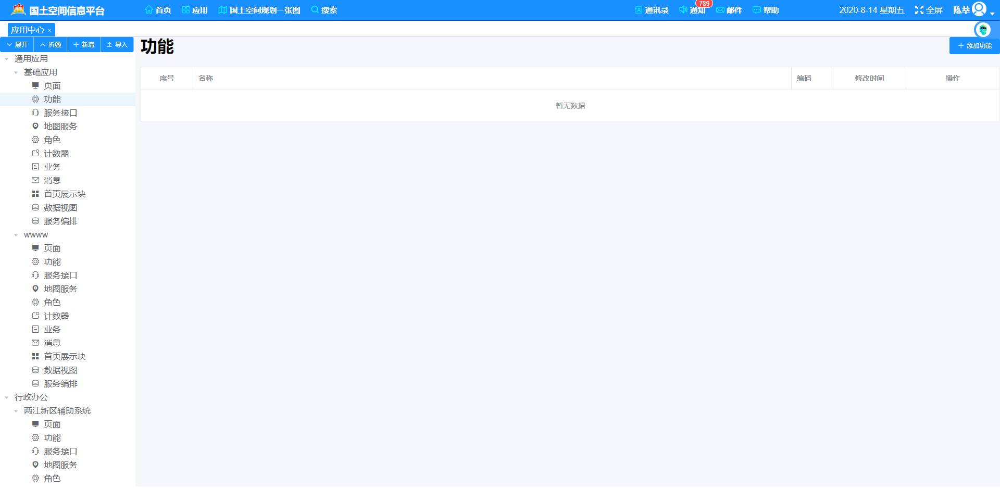 国土空间信息平台 首页 应用 国土空间规划一张图 搜索 通讯录 通知 789 邮件 帮助 2020-8-14 星期五 全屏 陈萃
应用中心 ×
展开 折叠 新增 导入
功能
添加功能
序号 名称 编码 修改时间 操作
暂无数据
通用应用
基础应用
页面
功能
服务接口
地图服务
角色
计数器
业务
消息
首页展示块
数据视图
服务编排
wwww
页面
功能
服务接口
地图服务
角色
计数器
业务
消息
首页展示块
数据视图
服务编排
行政办公
两江新区辅助系统
页面
功能
服务接口
地图服务
角色